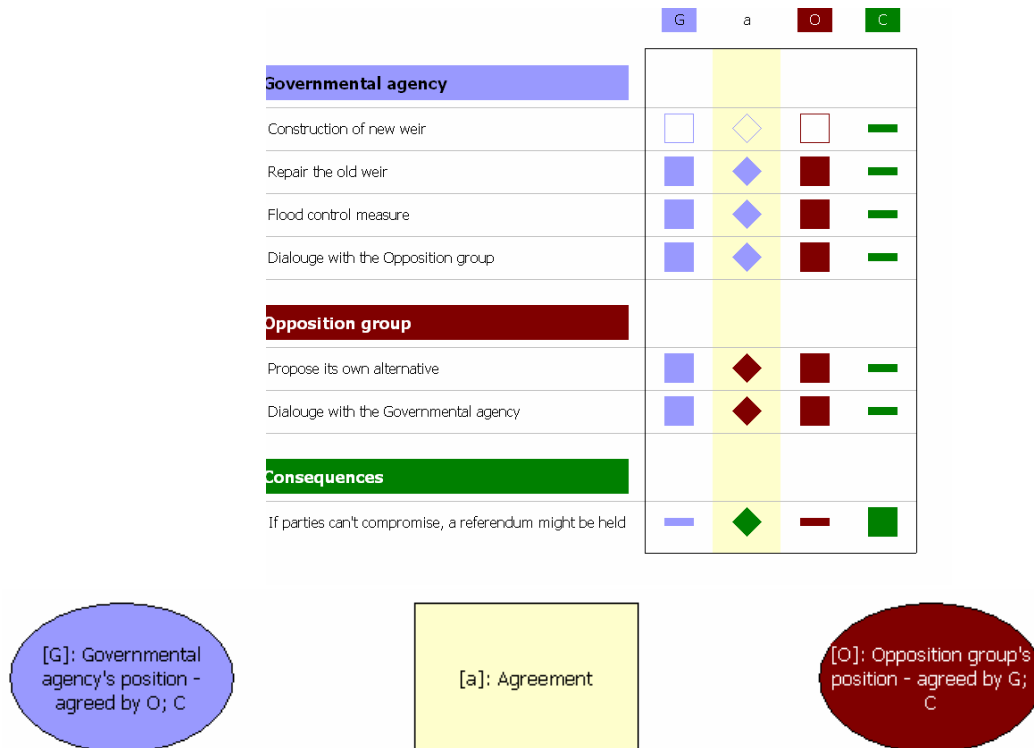 G a O C
Governmental agency
Construction of new weir
Repair the old weir
Flood control measure
Dialouge with the Opposition group
Opposition group
Propose its own alternative
Dialouge with the Governmental agency
Consequences
If parties can't compromise, a referendum might be held
[G]: Governmental
agency's position -
agreed by O; C
[a]: Agreement
[O]: Opposition group's
position - agreed by G;
C